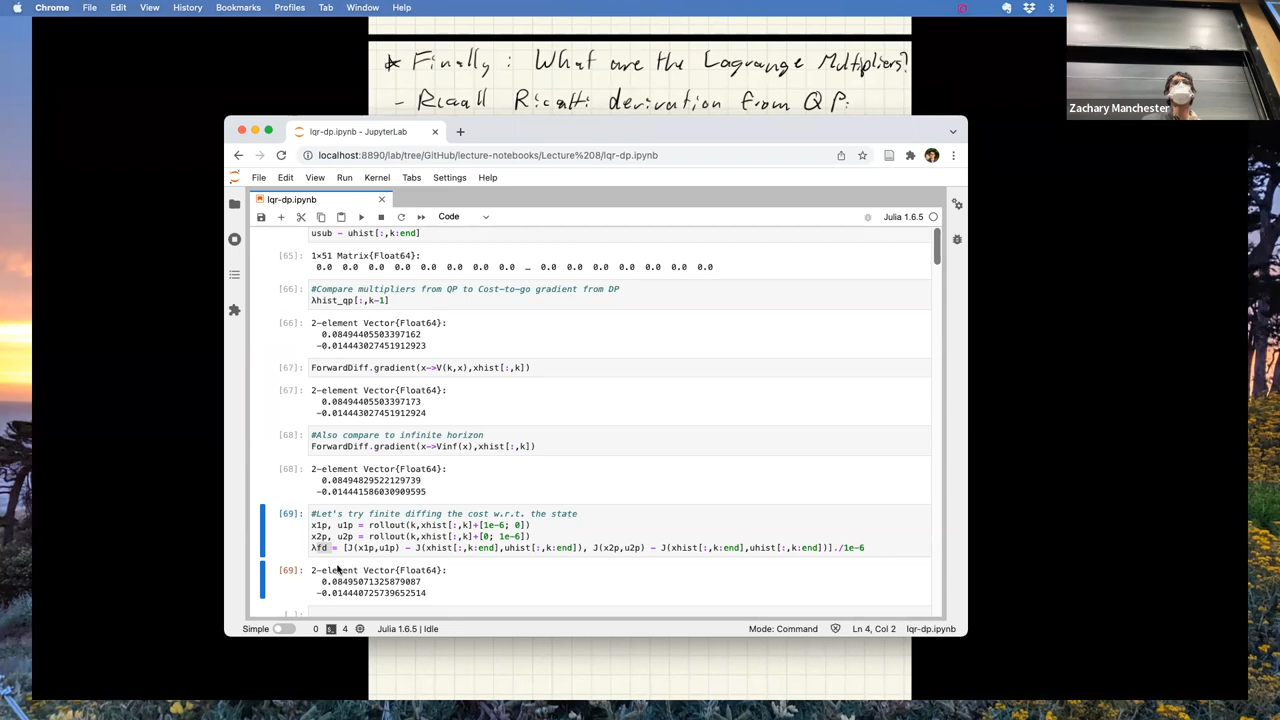 Chrome File Edit View History Bookmarks Profiles Tab Window Help
* Finally : What are the Lagrange Multipliers?
- Recall Ricatti derivation from QP:
Zachary Manchester
lqr-dp.ipynb - JupyterLab
localhost:8890/lab/tree/GitHub/lecture-notebooks/Lecture%208/lqr-dp.ipynb
File Edit View Run Kernel Tabs Settings Help
lqr-dp.ipynb
Code
Julia 1.6.5
usub = uhist[:,k:end]
[65]: 1×51 Matrix{Float64}:
0.0 0.0 0.0 0.0 0.0 0.0 0.0 0.0 … 0.0 0.0 0.0 0.0 0.0 0.0 0.0
[66]: #Compare multipliers from QP to Cost-to-go gradient from DP
λhist_qp[:,k-1]
[66]: 2-element Vector{Float64}:
0.08494405503397162
-0.014443027451912923
[67]: ForwardDiff.gradient(x->V(k,x),xhist[:,k])
[67]: 2-element Vector{Float64}:
0.08494405503397173
-0.014443027451912924
[68]: #Also compare to infinite horizon
ForwardDiff.gradient(x->Vinf(x),xhist[:,k])
[68]: 2-element Vector{Float64}:
0.08494829522129739
-0.014441586030909595
[69]: #Let's try finite diffing the cost w.r.t. the state
x1p, u1p = rollout(k,xhist[:,k]+[1e-6; 0])
x2p, u2p = rollout(k,xhist[:,k]+[0; 1e-6])
λfd = [J(x1p,u1p) - J(xhist[:,k:end],uhist[:,k:end]), J(x2p,u2p) - J(xhist[:,k:end],uhist[:,k:end])]./1e-6
[69]: 2-element Vector{Float64}:
0.08495071325879087
-0.014440725739652514
[ ]:
Simple 0 4 Julia 1.6.5 | Idle Mode: Command Ln 4, Col 2 lqr-dp.ipynb